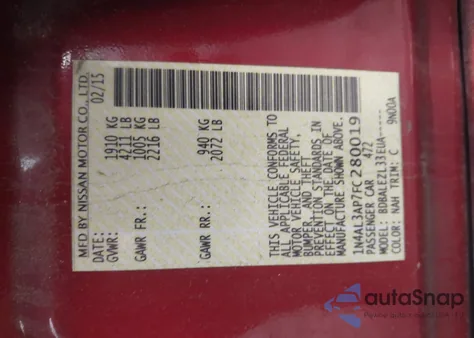 MFD BY NISSAN MOTOR CO., LTD.
DATE: 02/15
GVWR: 1910 KG
4211 LB
GAWR FR: 1005 KG
2216 LB
GAWR RR: 940 KG
2072 LB
THIS VEHICLE CONFORMS TO
ALL APPLICABLE FEDERAL
MOTOR VEHICLE SAFETY,
BUMPER, AND THEFT
PREVENTION STANDARDS IN
EFFECT ON THE DATE OF
MANUFACTURE SHOWN ABOVE.
1N4AL3AP7FC280019
PASSENGER CAR 472
MODEL: BDBALEZL33EUA-----
COLOR: NAH TRIM: C 9N00A
autaSnap